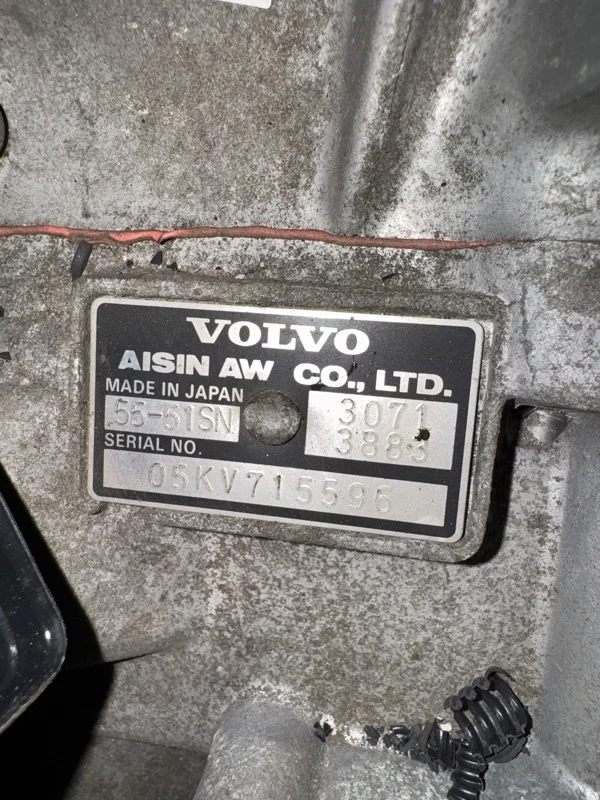 VOLVO
AISIN AW CO., LTD.
MADE IN JAPAN
55-51SN
3071
3883
SERIAL NO.
05KV715596